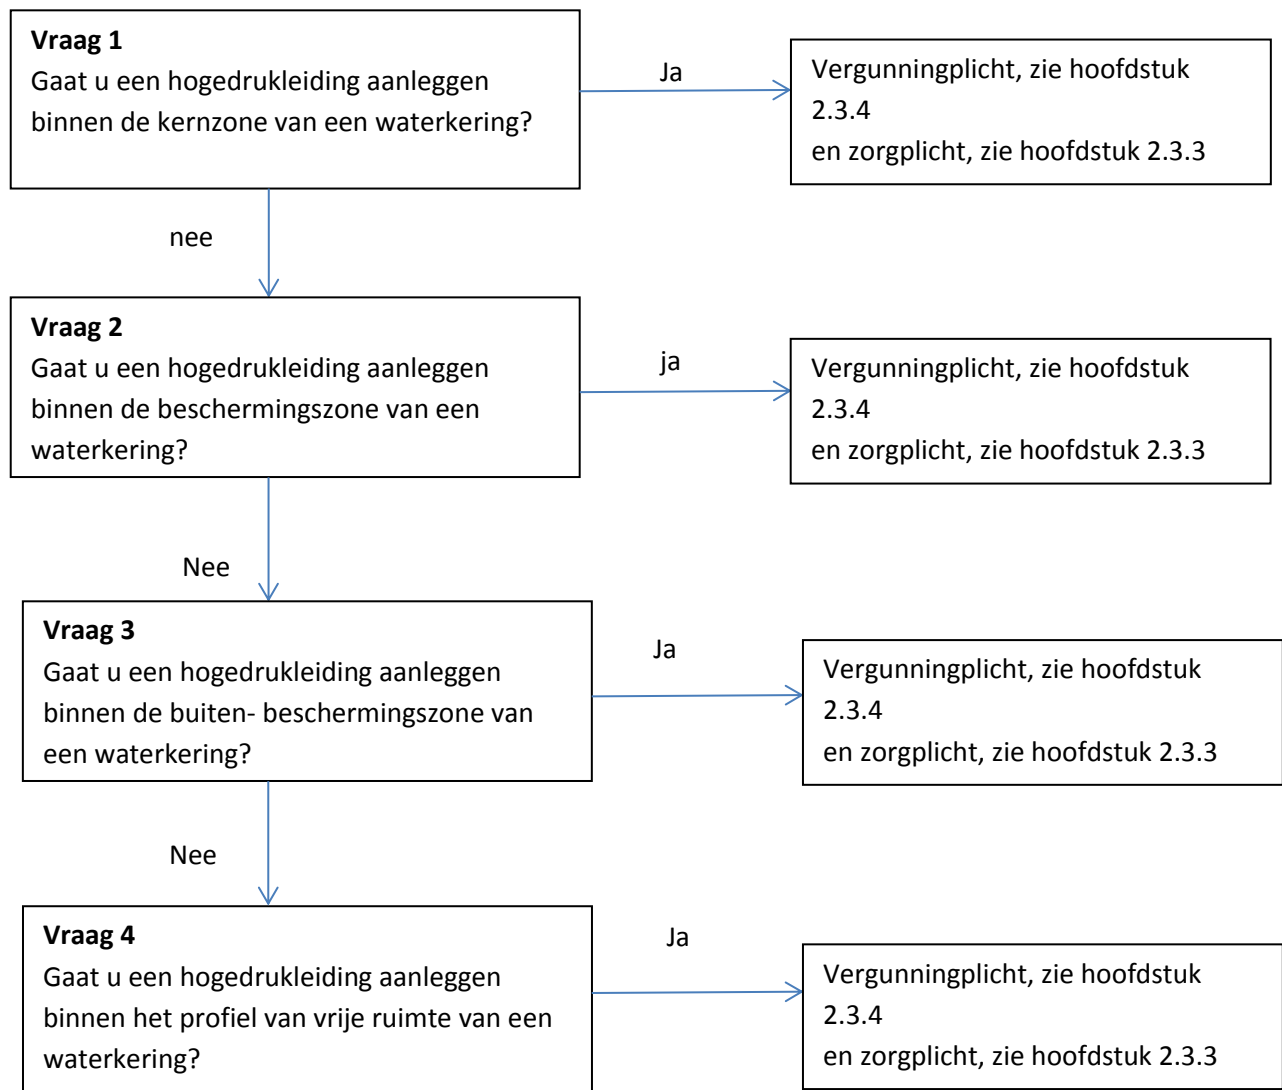 Vraag 1
Gaat u een hogedrukleiding aanleggen
binnen de kernzone van een waterkering?
Ja
Vergunningplicht, zie hoofdstuk
2.3.4
en zorgplicht, zie hoofdstuk 2.3.3
nee
Vraag 2
Gaat u een hogedrukleiding aanleggen
binnen de beschermingszone van een
waterkering?
ja
Vergunningplicht, zie hoofdstuk
2.3.4
en zorgplicht, zie hoofdstuk 2.3.3
Nee
Vraag 3
Gaat u een hogedrukleiding aanleggen
binnen de buiten- beschermingszone van
een waterkering?
Ja
Vergunningplicht, zie hoofdstuk
2.3.4
en zorgplicht, zie hoofdstuk 2.3.3
Nee
Vraag 4
Gaat u een hogedrukleiding aanleggen
binnen het profiel van vrije ruimte van een
waterkering?
Ja
Vergunningplicht, zie hoofdstuk
2.3.4
en zorgplicht, zie hoofdstuk 2.3.3